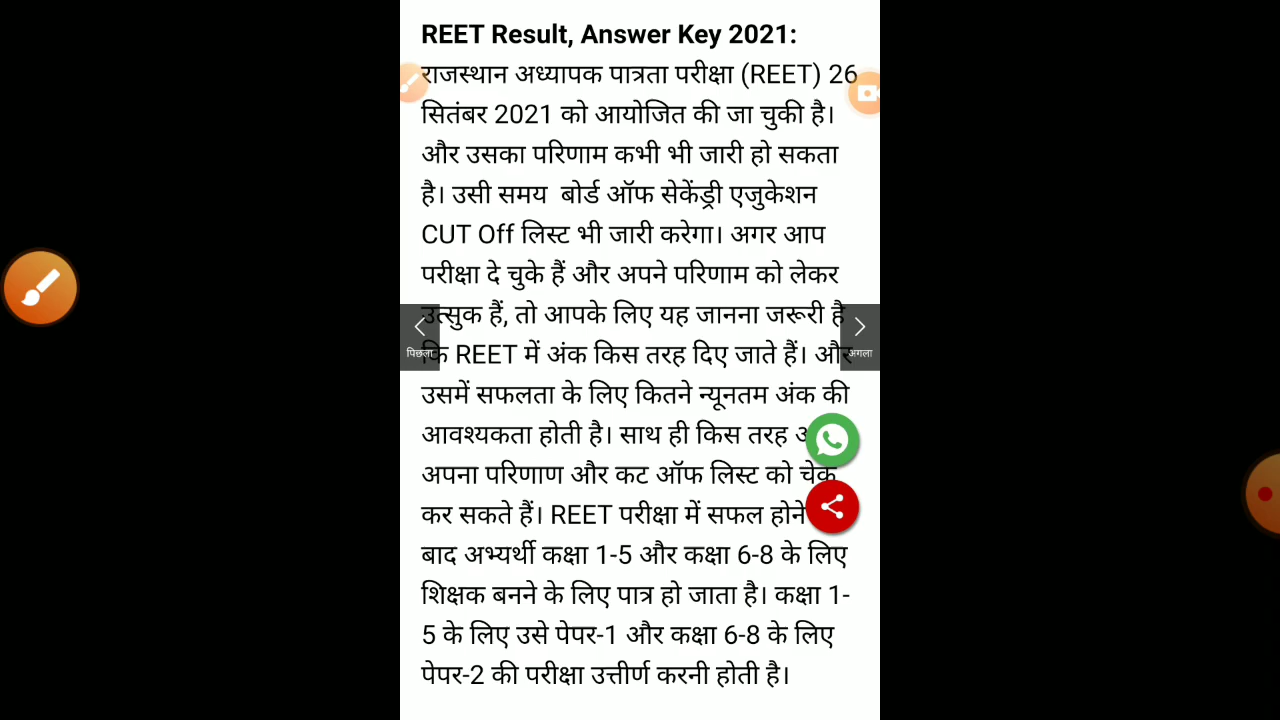 REET Result, Answer Key 2021:
राजस्थान अध्यापक पात्रता परीक्षा (REET) 26
सितंबर 2021 को आयोजित की जा चुकी है।
और उसका परिणाम कभी भी जारी हो सकता
है। उसी समय बोर्ड ऑफ सेकेंड्री एजुकेशन
CUT Off लिस्ट भी जारी करेगा। अगर आप
परीक्षा दे चुके हैं और अपने परिणाम को लेकर
उत्सुक हैं, तो आपके लिए यह जानना जरूरी है
कि REET में अंक किस तरह दिए जाते हैं। और
पिछला
अगला
उसमें सफलता के लिए कितने न्यूनतम अंक की
आवश्यकता होती है। साथ ही किस तरह
अपना परिणाण और कट ऑफ लिस्ट को चेक
कर सकते हैं। REET परीक्षा में सफल होने
बाद अभ्यर्थी कक्षा 1-5 और कक्षा 6-8 के लिए
शिक्षक बनने के लिए पात्र हो जाता है। कक्षा 1-
5 के लिए उसे पेपर-1 और कक्षा 6-8 के लिए
पेपर-2 की परीक्षा उत्तीर्ण करनी होती है।